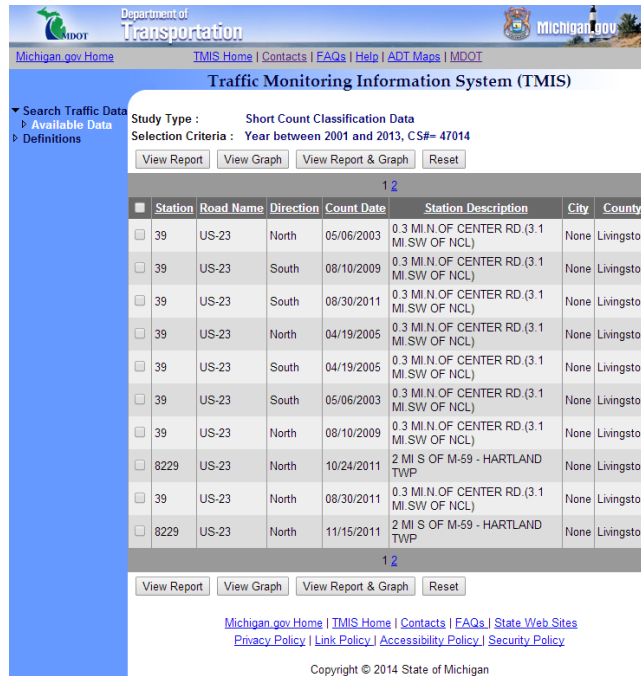 MDOT
Department of
Transportation
Michigan.gov
Michigan.gov Home
TMIS Home | Contacts | FAQs | Help | ADT Maps | MDOT
Traffic Monitoring Information System (TMIS)
Search Traffic Data
Available Data
Definitions
Study Type : Short Count Classification Data
Selection Criteria : Year between 2001 and 2013, CS#= 47014
View Report View Graph View Report & Graph Reset
1 2
Station Road Name Direction Count Date Station Description City County
39 US-23 North 05/06/2003 0.3 MI.N.OF CENTER RD.(3.1 MI.SW OF NCL) None Livingsto
39 US-23 South 08/10/2009 0.3 MI.N.OF CENTER RD.(3.1 MI.SW OF NCL) None Livingsto
39 US-23 South 08/30/2011 0.3 MI.N.OF CENTER RD.(3.1 MI.SW OF NCL) None Livingsto
39 US-23 North 04/19/2005 0.3 MI.N.OF CENTER RD.(3.1 MI.SW OF NCL) None Livingsto
39 US-23 South 04/19/2005 0.3 MI.N.OF CENTER RD.(3.1 MI.SW OF NCL) None Livingsto
39 US-23 South 05/06/2003 0.3 MI.N.OF CENTER RD.(3.1 MI.SW OF NCL) None Livingsto
39 US-23 North 08/10/2009 0.3 MI.N.OF CENTER RD.(3.1 MI.SW OF NCL) None Livingsto
8229 US-23 North 10/24/2011 2 MI S OF M-59 - HARTLAND TWP None Livingsto
39 US-23 North 08/30/2011 0.3 MI.N.OF CENTER RD.(3.1 MI.SW OF NCL) None Livingsto
8229 US-23 North 11/15/2011 2 MI S OF M-59 - HARTLAND TWP None Livingsto
1 2
View Report View Graph View Report & Graph Reset
Michigan.gov Home | TMIS Home | Contacts | FAQs | State Web Sites
Privacy Policy | Link Policy | Accessibility Policy | Security Policy
Copyright © 2014 State of Michigan